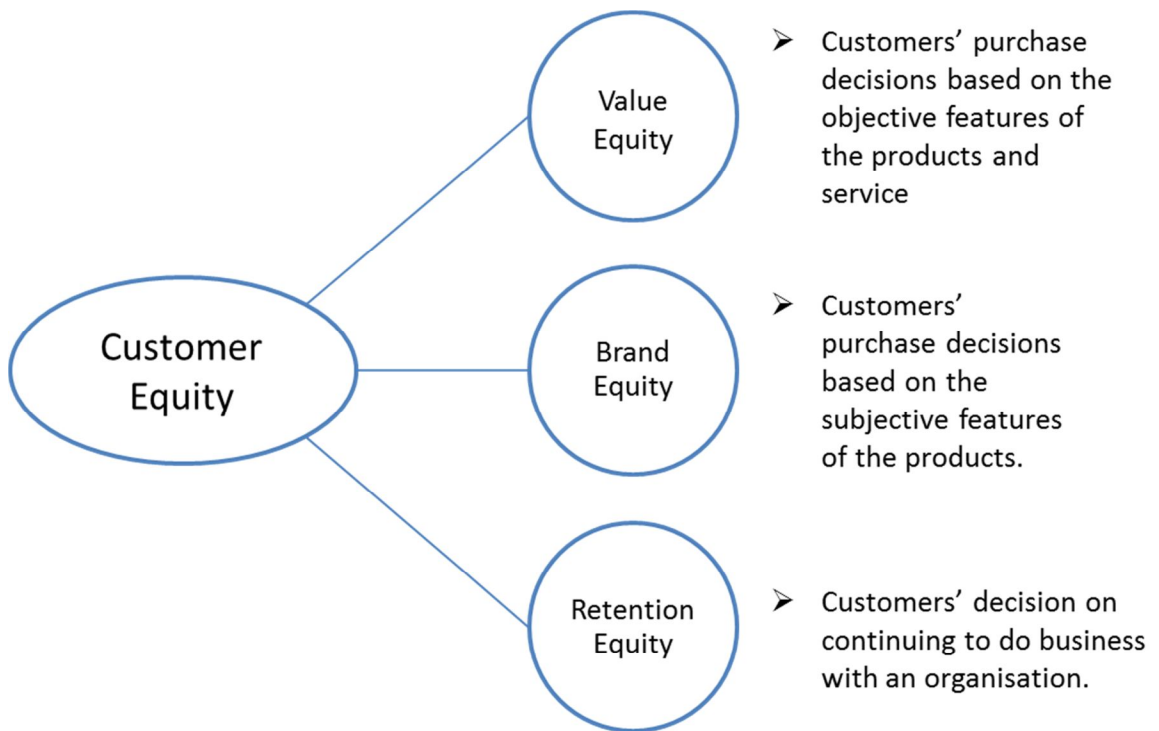 Customer
Equity
Value
Equity
➢ Customers’ purchase
decisions based on the
objective features of
the products and
service
Brand
Equity
➢ Customers’
purchase decisions
based on the
subjective features
of the products.
Retention
Equity
➢ Customers’ decision on
continuing to do business
with an organisation.